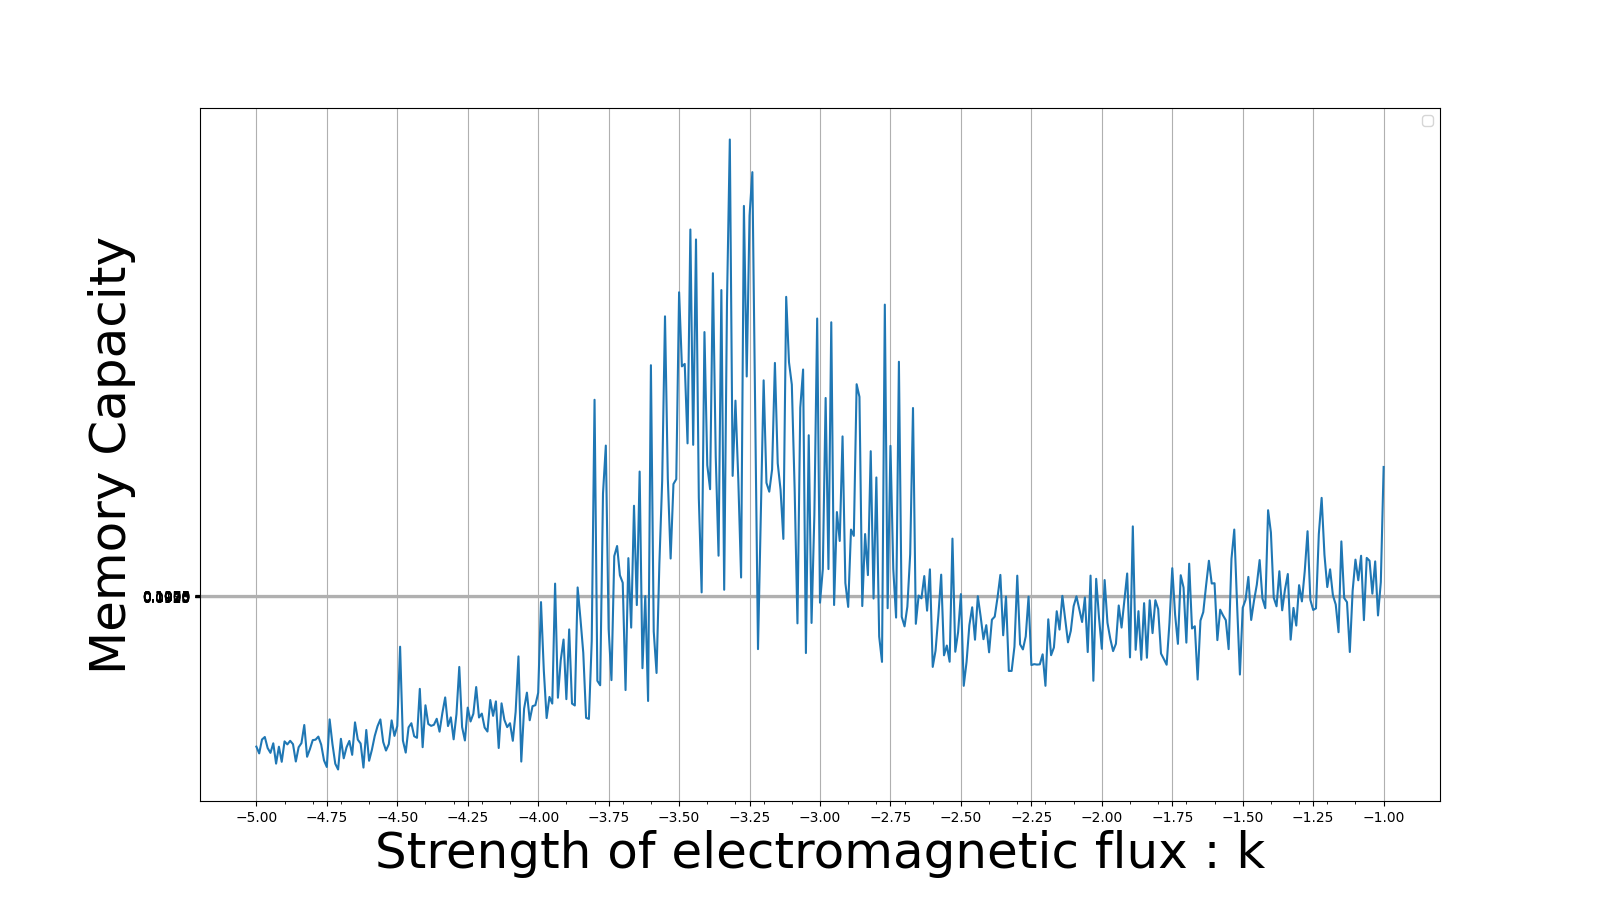 Memory Capacity
−5.00 −4.75 −4.50 −4.25 −4.00 −3.75 −3.50 −3.25 −3.00 −2.75 −2.50 −2.25 −2.00 −1.75 −1.50 −1.25 −1.00
Strength of electromagnetic flux : k